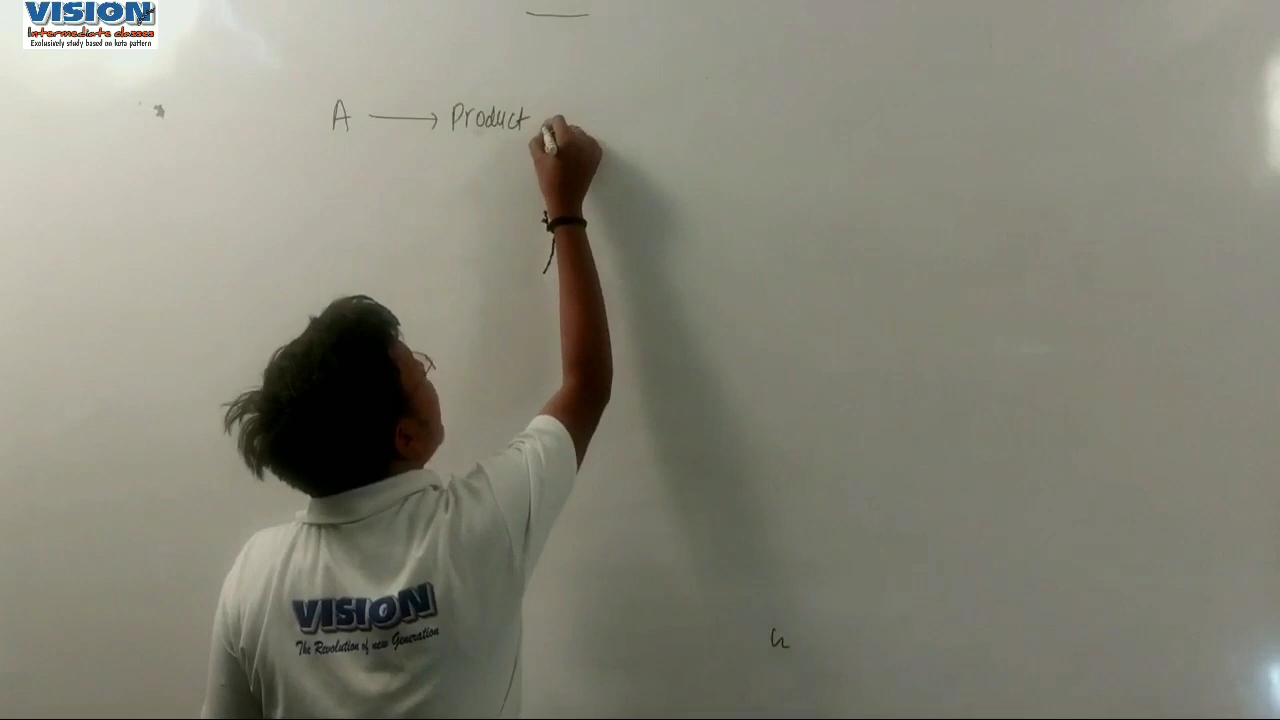 VISION
Intermediate classes
Exclusively study based on kota pattern
A ⟶ Product
VISION
The Revolution of new Generation